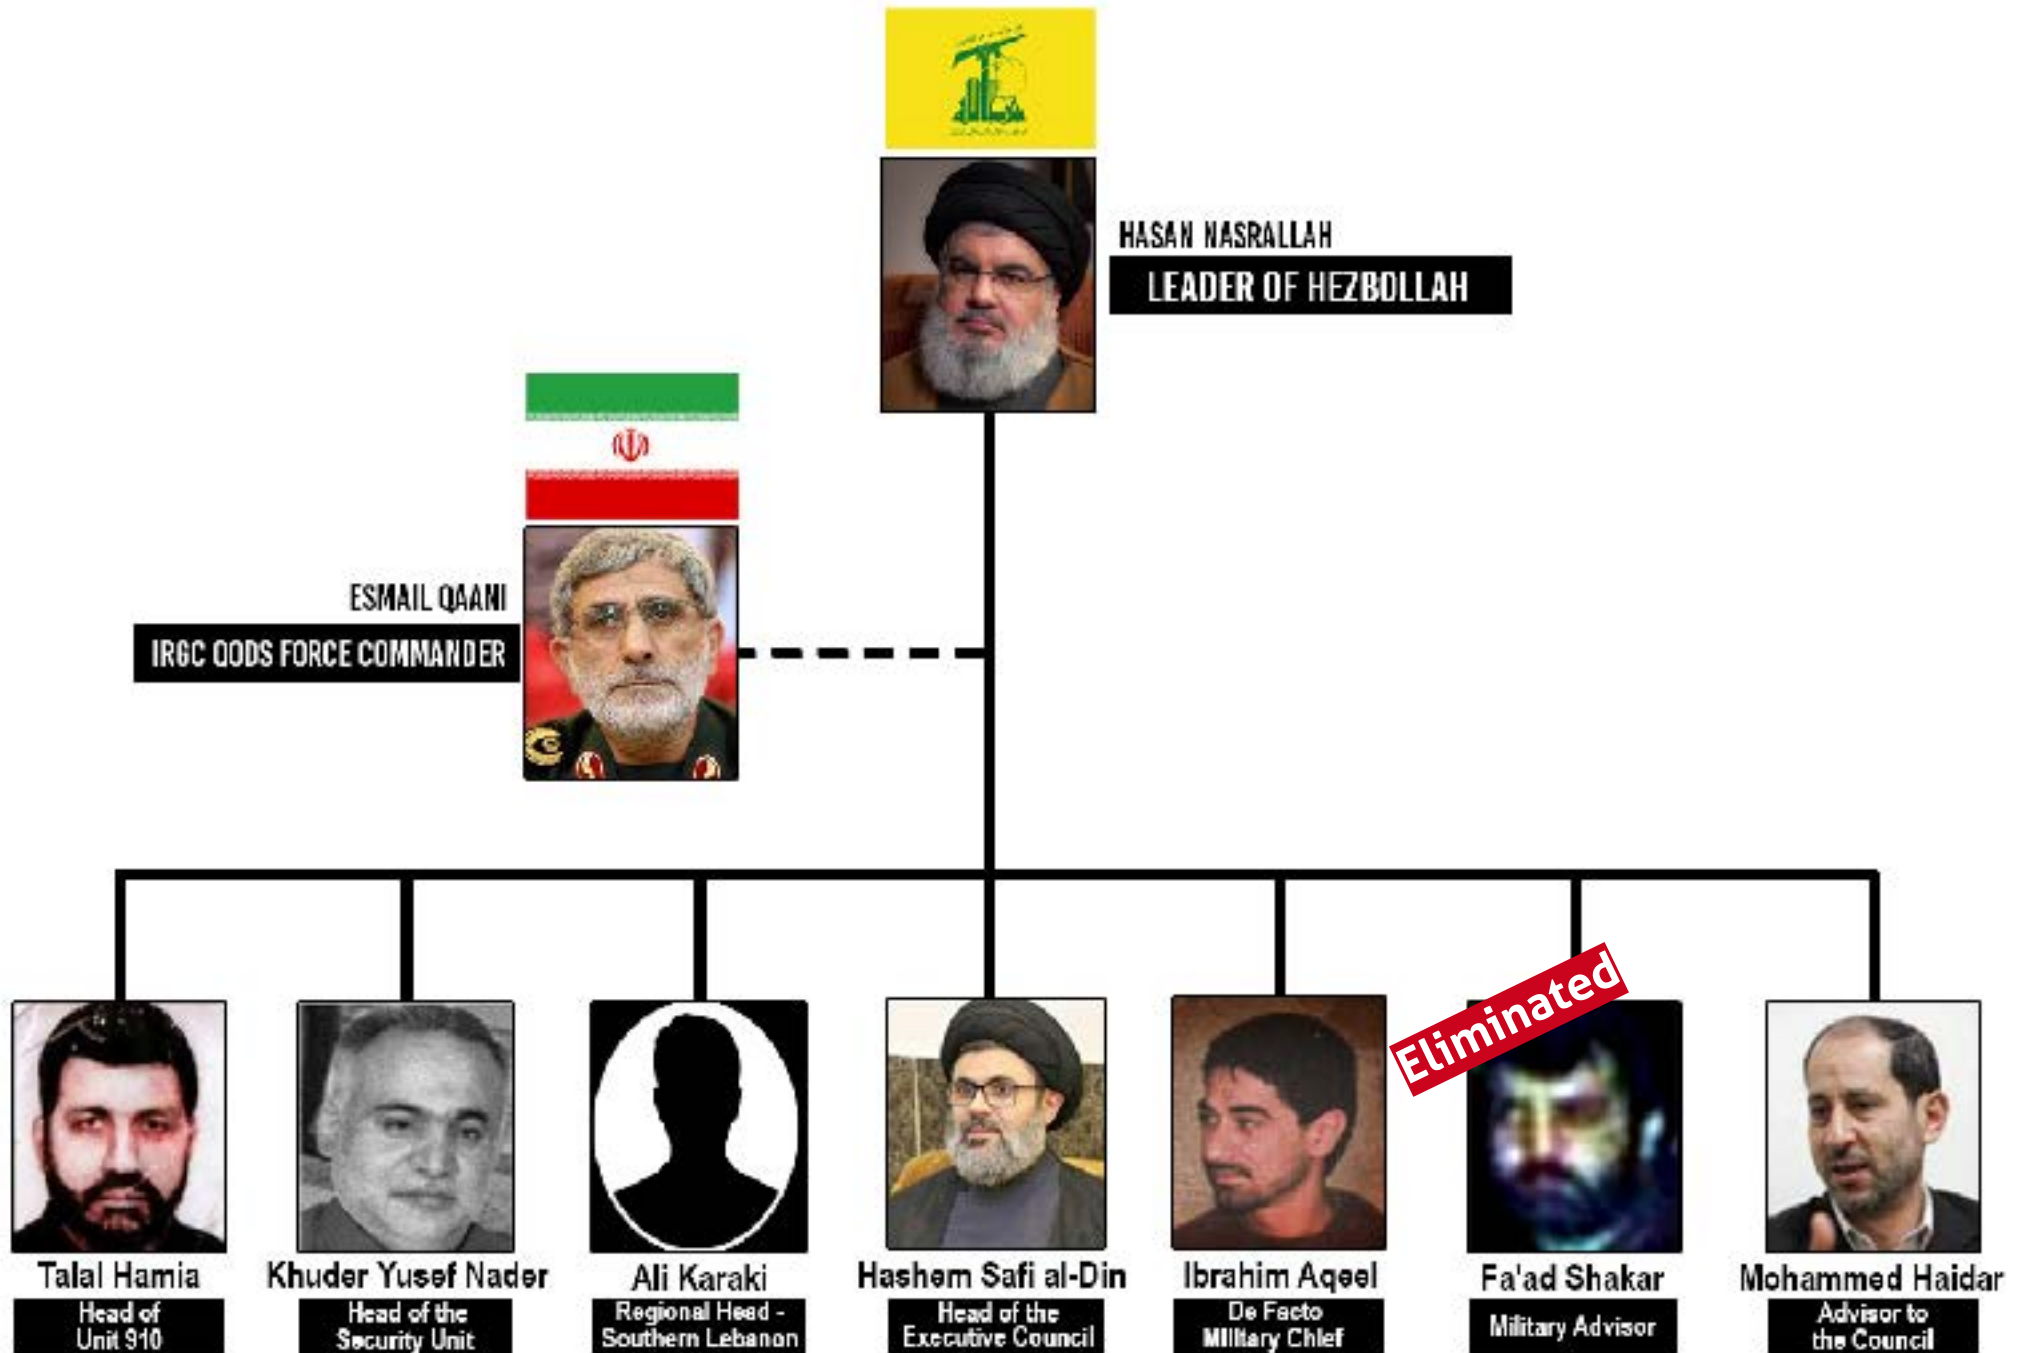 HASAN NASRALLAH
LEADER OF HEZBOLLAH
ESMAIL QAANI
IRGC QODS FORCE COMMANDER
Eliminated
Talal Hamia
Head of
Unit 910
Khuder Yusef Nader
Head of the
Security Unit
Ali Karaki
Regional Head -
Southern Lebanon
Hashem Safi al-Din
Head of the
Executive Council
Ibrahim Aqeel
De Facto
Military Chief
Fa'ad Shakar
Military Advisor
Mohammed Haidar
Advisor to
the Council